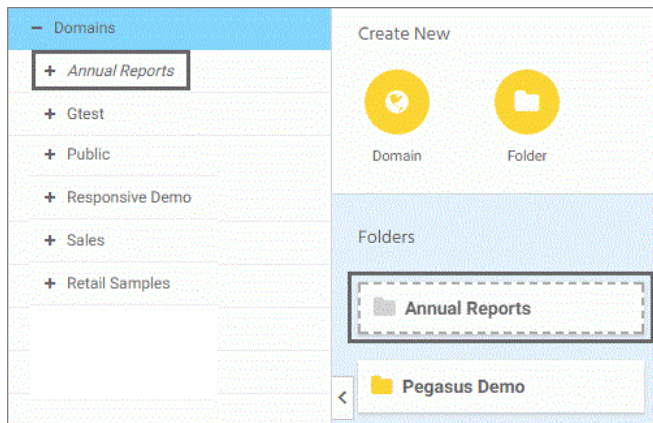 Domains
Annual Reports
Gtest
Public
Responsive Demo
Sales
Retail Samples
Create New
Domain Folder
Folders
Annual Reports
Pegasus Demo